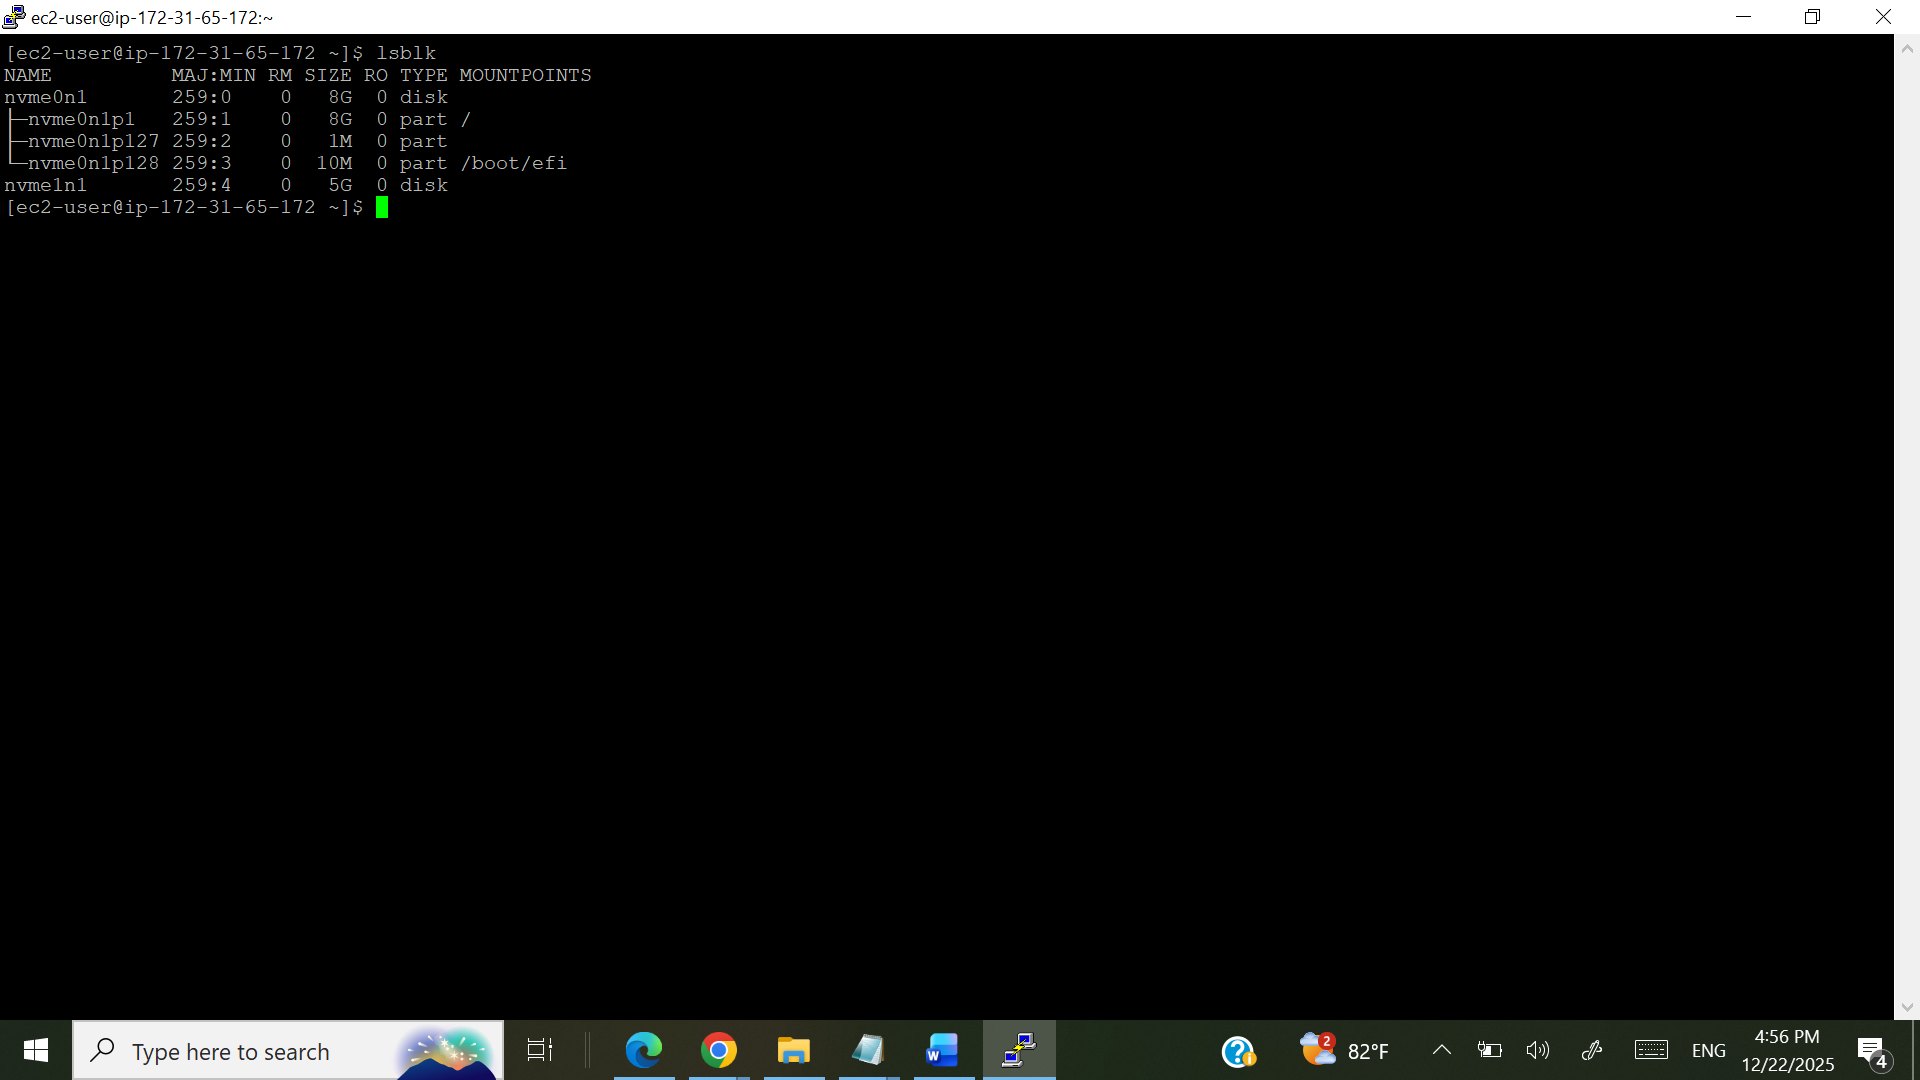 ec2-user@ip-172-31-65-172:~
[ec2-user@ip-172-31-65-172 ~]$ lsblk
NAME          MAJ:MIN RM SIZE RO TYPE MOUNTPOINTS
nvme0n1       259:0    0   8G  0 disk
├─nvme0n1p1   259:1    0   8G  0 part /
├─nvme0n1p127 259:2    0   1M  0 part
└─nvme0n1p128 259:3    0  10M  0 part /boot/efi
nvme1n1       259:4    0   5G  0 disk
[ec2-user@ip-172-31-65-172 ~]$
Type here to search
2
82°F
ENG
4:56 PM
12/22/2025
4